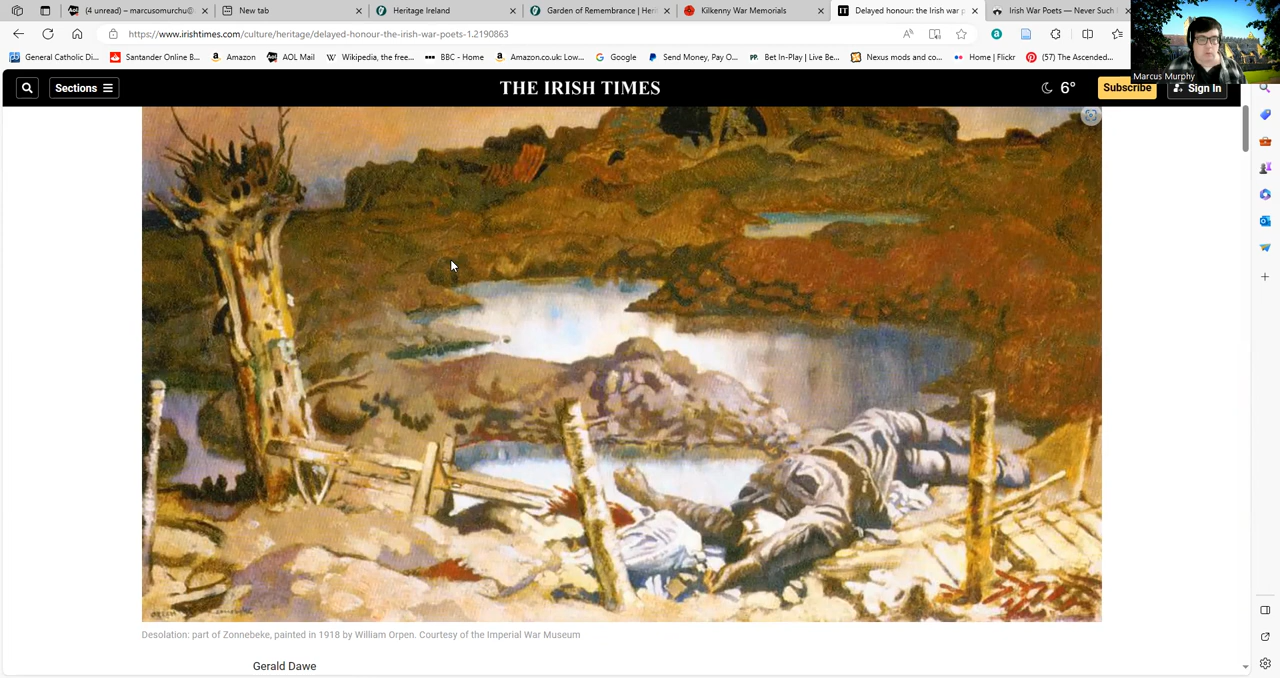 (4 unread) – marcusomurchu@
New tab
Heritage Ireland
Garden of Remembrance | Heri
Kilkenny War Memorials
Delayed honour: the Irish war p
Irish War Poets — Never Such I
https://www.irishtimes.com/culture/heritage/delayed-honour-the-irish-war-poets-1.2190863
General Catholic Di...
Santander Online B...
Amazon
AOL Mail
Wikipedia, the free...
BBC - Home
Amazon.co.uk: Low...
Google
Send Money, Pay O...
Bet In-Play | Live Be...
Nexus mods and co...
Home | Flickr
(57) The Ascended...
Marcus Murphy
Sections
THE IRISH TIMES
6°
Subscribe
Sign In
Desolation: part of Zonnebeke, painted in 1918 by William Orpen. Courtesy of the Imperial War Museum
Gerald Dawe